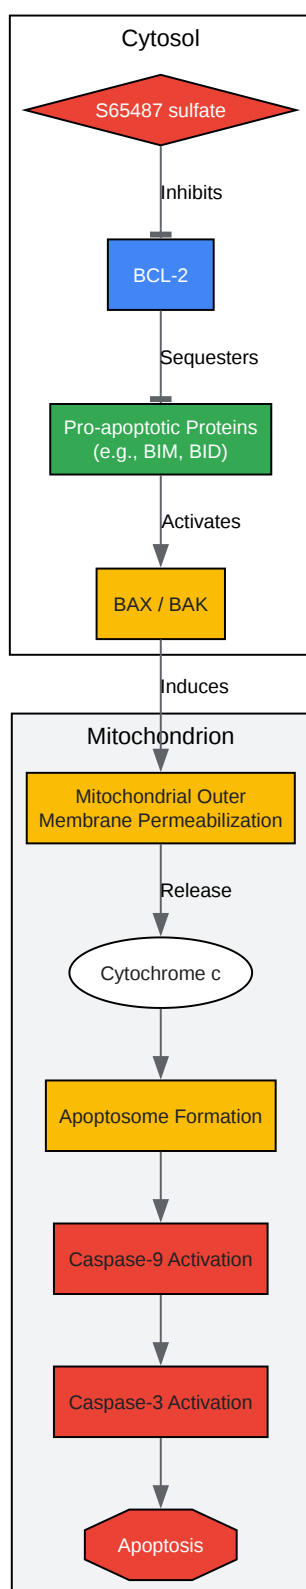 Cytosol
S65487 sulfate
Inhibits
BCL-2
Sequesters
Pro-apoptotic Proteins
(e.g., BIM, BID)
Activates
BAX / BAK
Induces
Mitochondrion
Mitochondrial Outer
Membrane Permeabilization
Release
Cytochrome c
Apoptosome Formation
Caspase-9 Activation
Caspase-3 Activation
Apoptosis